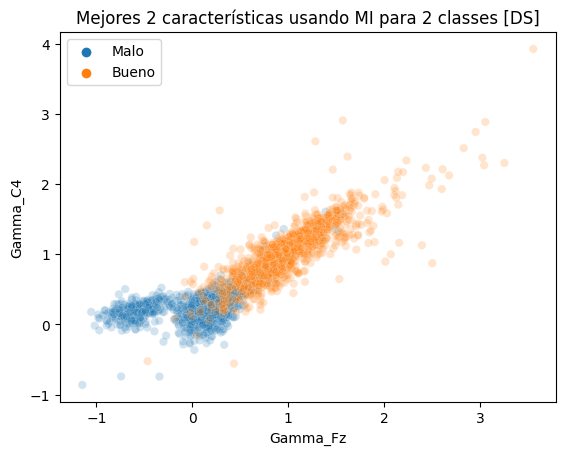 Mejores 2 características usando MI para 2 classes [DS]
Malo
Bueno
Gamma_C4
4
3
2
1
0
−1
−1
0
1
2
3
Gamma_Fz